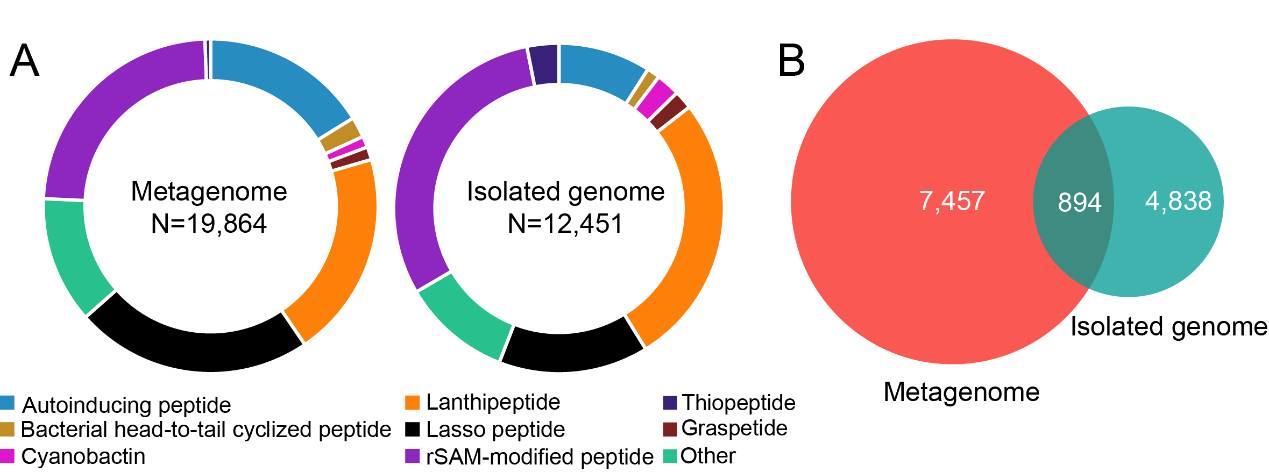 A
B
Metagenome
N=19,864
Isolated genome
N=12,451
7,457
894
4,838
Isolated genome
Metagenome
Autoinducing peptide
Bacterial head-to-tail cyclized peptide
Cyanobactin
Lanthipeptide
Lasso peptide
rSAM-modified peptide
Thiopeptide
Graspetide
Other